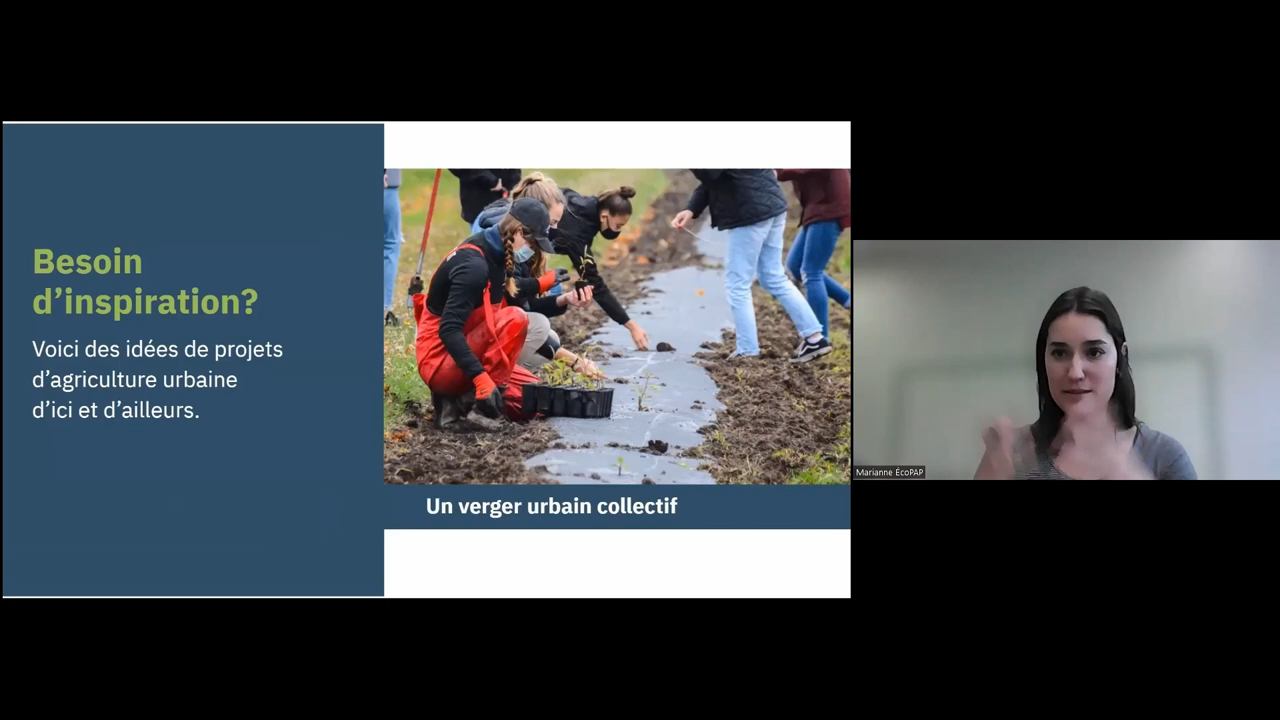 Besoin
d’inspiration?
Voici des idées de projets
d’agriculture urbaine
d’ici et d’ailleurs.
Un verger urbain collectif
Marianne ÉcoPAP